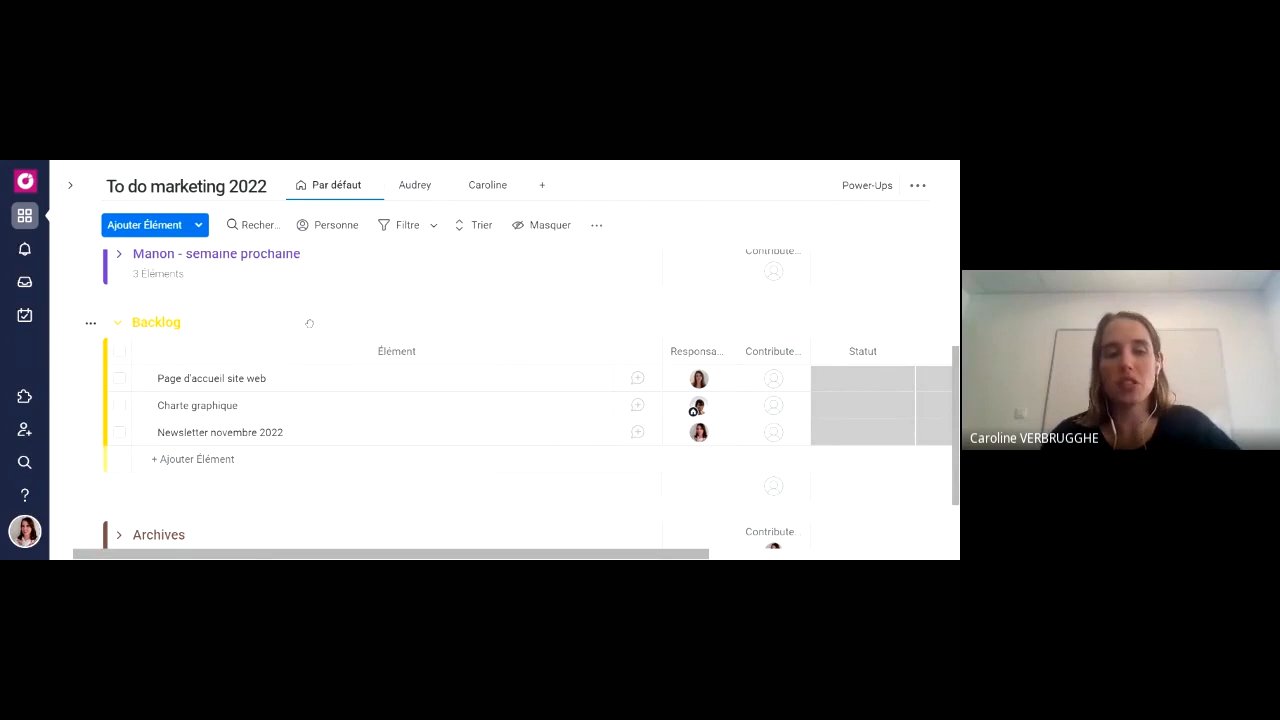 To do marketing 2022
Par défaut
Audrey
Caroline
+
Power-Ups
Ajouter Élément
Recher...
Personne
Filtre
Trier
Masquer
Manon - semaine prochaine
Contribute...
3 Éléments
Backlog
Élément
Responsa...
Contribute...
Statut
Page d'accueil site web
Charte graphique
Newsletter novembre 2022
+ Ajouter Élément
Archives
Contribute...
Caroline VERBRUGGHE